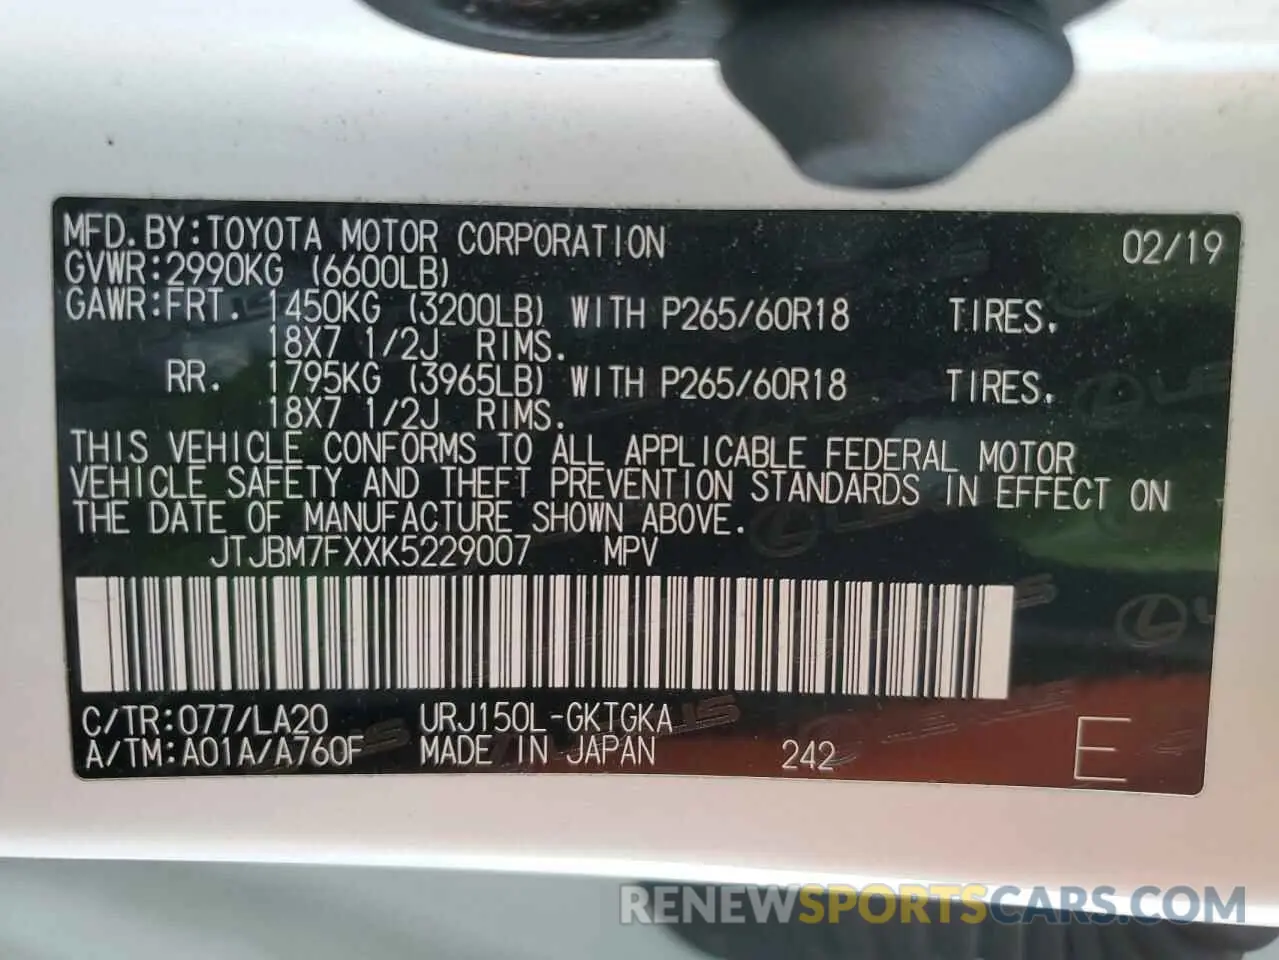 MFD.BY:TOYOTA MOTOR CORPORATION 02/19
GVWR:2990KG (6600LB)
GAWR:FRT. 1450KG (3200LB) WITH P265/60R18 TIRES.
18X7 1/2J RIMS.
RR. 1795KG (3965LB) WITH P265/60R18 TIRES.
18X7 1/2J RIMS.
THIS VEHICLE CONFORMS TO ALL APPLICABLE FEDERAL MOTOR
VEHICLE SAFETY AND THEFT PREVENTION STANDARDS IN EFFECT ON
THE DATE OF MANUFACTURE SHOWN ABOVE.
JTJBM7FXXK5229007 MPV
C/TR:077/LA20 URJ150L-GKTGKA
A/TM:A01A/A760F MADE IN JAPAN 242 E
RENEWSPORTSCARS.COM